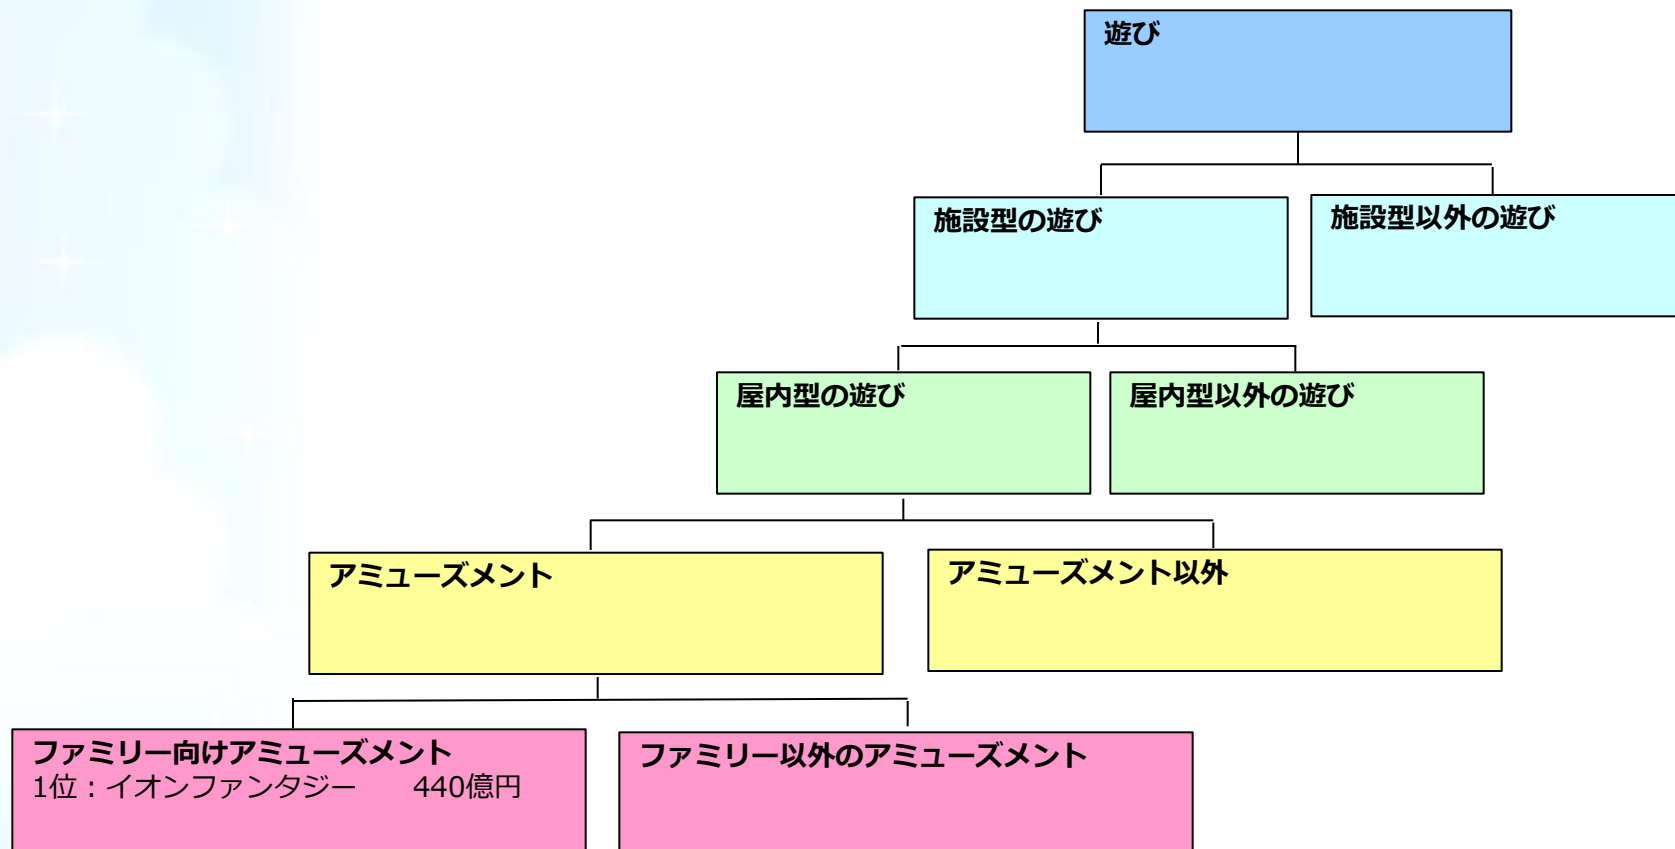 遊び
施設型の遊び
施設型以外の遊び
屋内型の遊び
屋内型以外の遊び
アミューズメント
アミューズメント以外
ファミリー向けアミューズメント
1位：イオンファンタジー　　440億円
ファミリー以外のアミューズメント